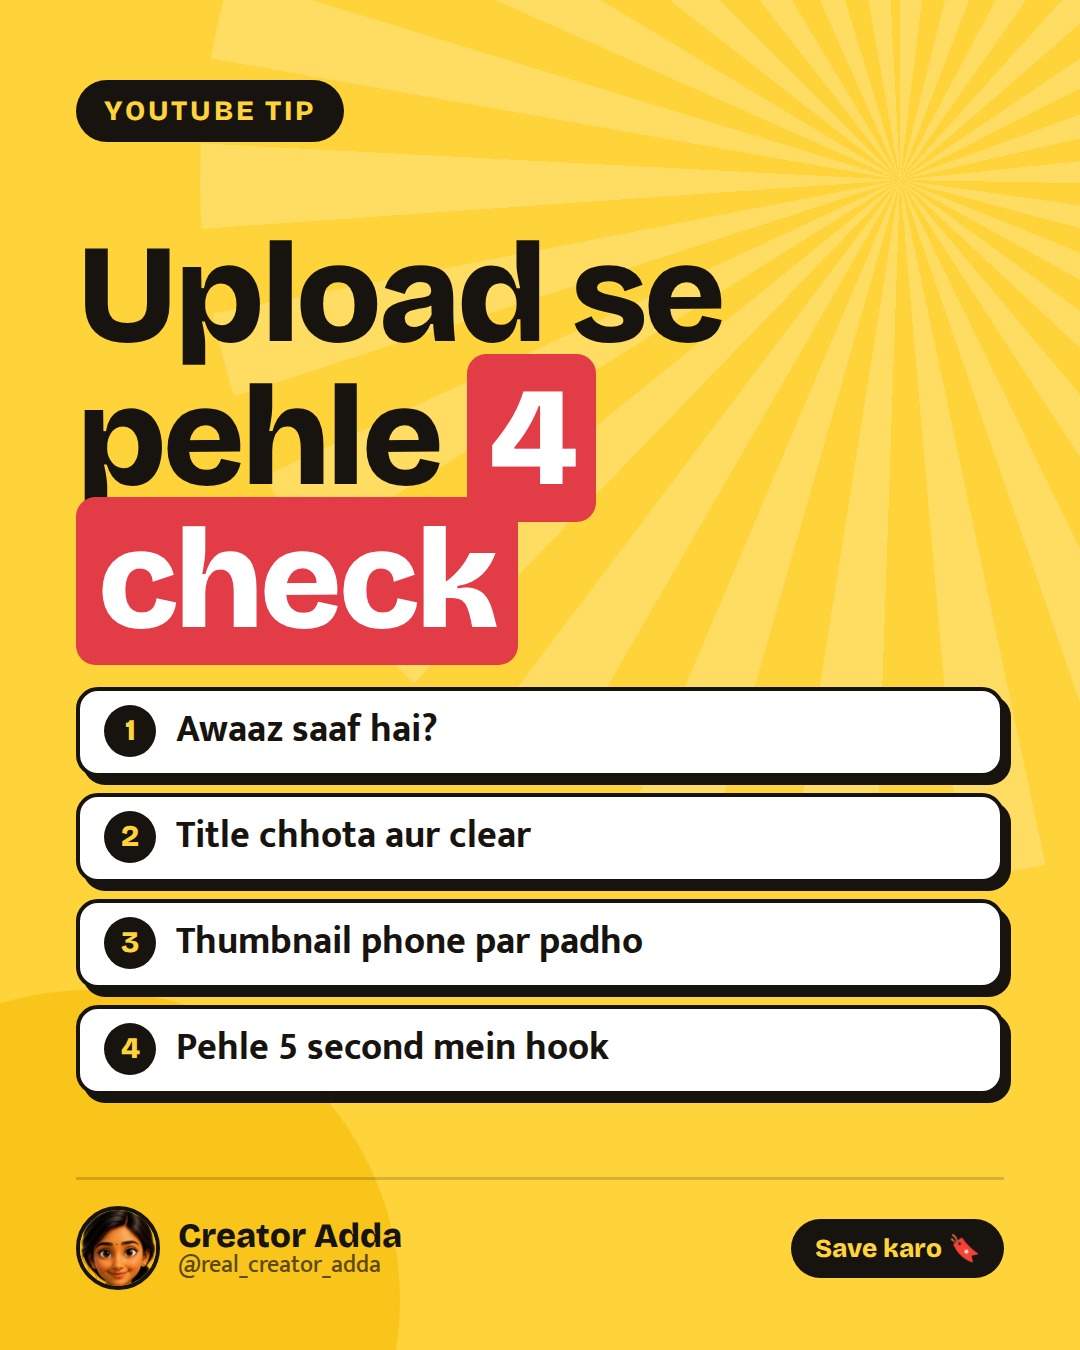 YOUTUBE TIP
Upload se
pehle 4
check
1 Awaaz saaf hai?
2 Title chhota aur clear
3 Thumbnail phone par padho
4 Pehle 5 second mein hook
Creator Adda
@real_creator_adda
Save karo 🔖